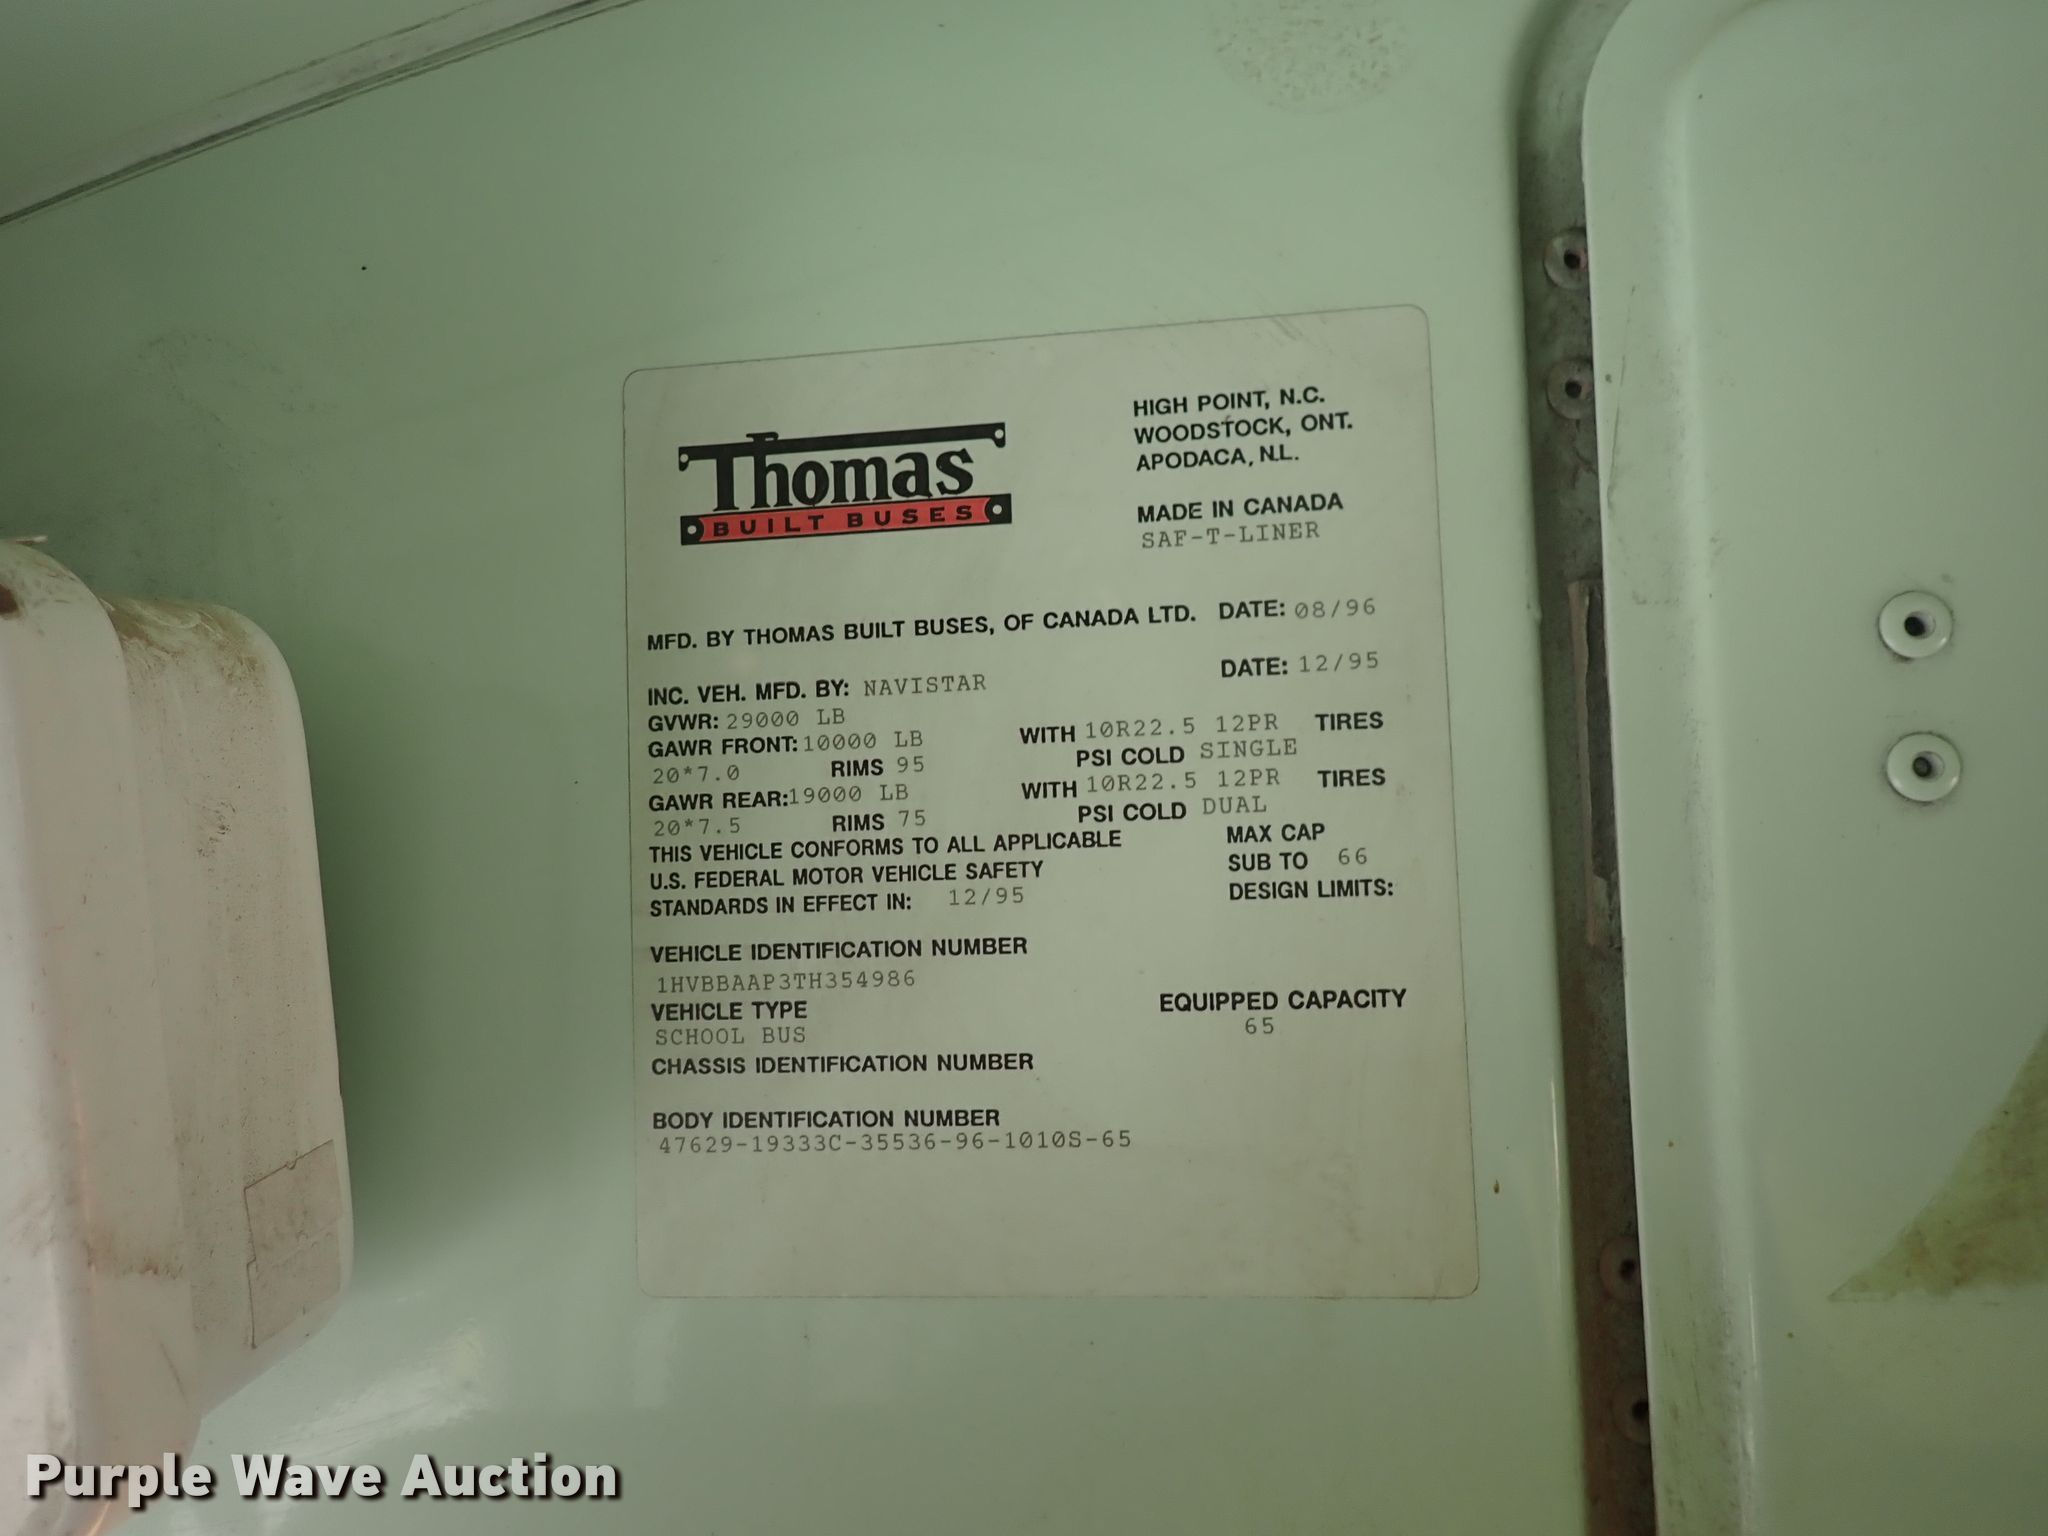 Thomas
BUILT BUSES
HIGH POINT, N.C.
WOODSTOCK, ONT.
APODACA, N.L.
MADE IN CANADA
SAF-T-LINER
MFD. BY THOMAS BUILT BUSES, OF CANADA LTD. DATE: 08/96
INC. VEH. MFD. BY: NAVISTAR DATE: 12/95
GVWR: 29000 LB
GAWR FRONT: 10000 LB WITH 10R22.5 12PR TIRES
20*7.0 RIMS 95 PSI COLD SINGLE
GAWR REAR: 19000 LB WITH 10R22.5 12PR TIRES
20*7.5 RIMS 75 PSI COLD DUAL
THIS VEHICLE CONFORMS TO ALL APPLICABLE
U.S. FEDERAL MOTOR VEHICLE SAFETY
STANDARDS IN EFFECT IN: 12/95
MAX CAP
SUB TO 66
DESIGN LIMITS:
VEHICLE IDENTIFICATION NUMBER
1HVBBAAP3TH354986
VEHICLE TYPE
SCHOOL BUS
EQUIPPED CAPACITY
65
CHASSIS IDENTIFICATION NUMBER
BODY IDENTIFICATION NUMBER
47629-19333C-35536-96-1010S-65
Purple Wave Auction